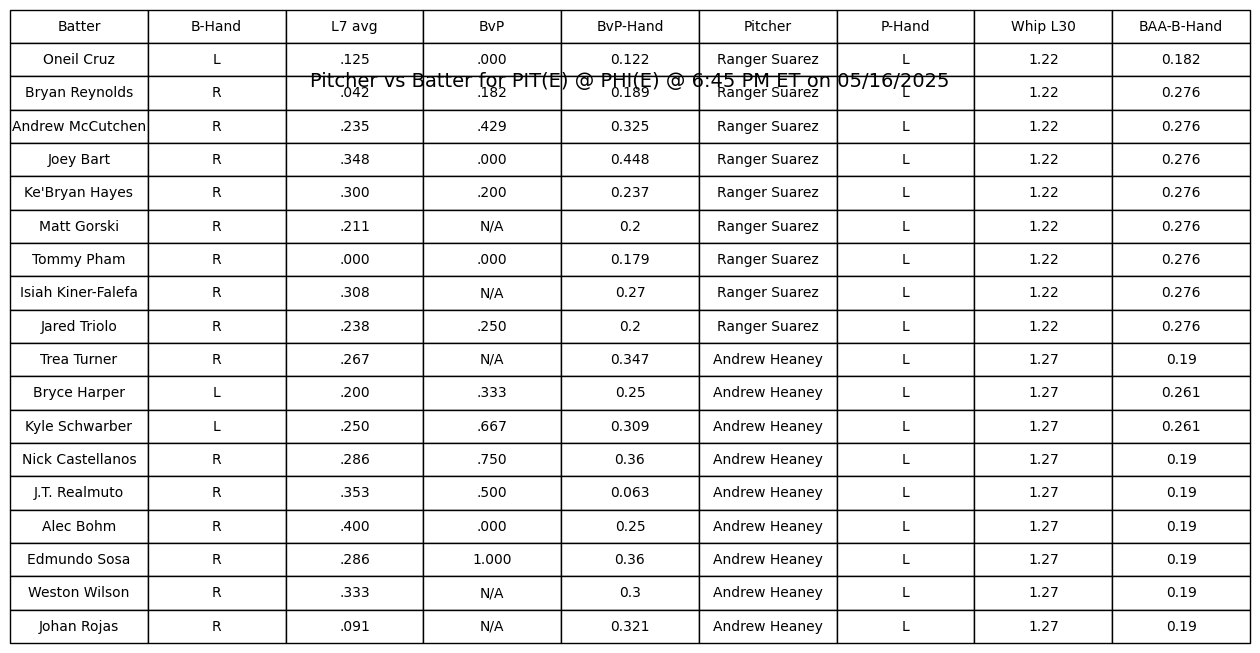 Batter B-Hand L7 avg BvP BvP-Hand Pitcher P-Hand Whip L30 BAA-B-Hand
Oneil Cruz L .125 .000 0.122 Ranger Suarez L 1.22 0.182
Pitcher vs Batter for PIT(E) @ PHI(E) @ 6:45 PM ET on 05/16/2025
Bryan Reynolds R .042 .182 0.189 Ranger Suarez L 1.22 0.276
Andrew McCutchen R .235 .429 0.325 Ranger Suarez L 1.22 0.276
Joey Bart R .348 .000 0.448 Ranger Suarez L 1.22 0.276
Ke'Bryan Hayes R .300 .200 0.237 Ranger Suarez L 1.22 0.276
Matt Gorski R .211 N/A 0.2 Ranger Suarez L 1.22 0.276
Tommy Pham R .000 .000 0.179 Ranger Suarez L 1.22 0.276
Isiah Kiner-Falefa R .308 N/A 0.27 Ranger Suarez L 1.22 0.276
Jared Triolo R .238 .250 0.2 Ranger Suarez L 1.22 0.276
Trea Turner R .267 N/A 0.347 Andrew Heaney L 1.27 0.19
Bryce Harper L .200 .333 0.25 Andrew Heaney L 1.27 0.261
Kyle Schwarber L .250 .667 0.309 Andrew Heaney L 1.27 0.261
Nick Castellanos R .286 .750 0.36 Andrew Heaney L 1.27 0.19
J.T. Realmuto R .353 .500 0.063 Andrew Heaney L 1.27 0.19
Alec Bohm R .400 .000 0.25 Andrew Heaney L 1.27 0.19
Edmundo Sosa R .286 1.000 0.36 Andrew Heaney L 1.27 0.19
Weston Wilson R .333 N/A 0.3 Andrew Heaney L 1.27 0.19
Johan Rojas R .091 N/A 0.321 Andrew Heaney L 1.27 0.19